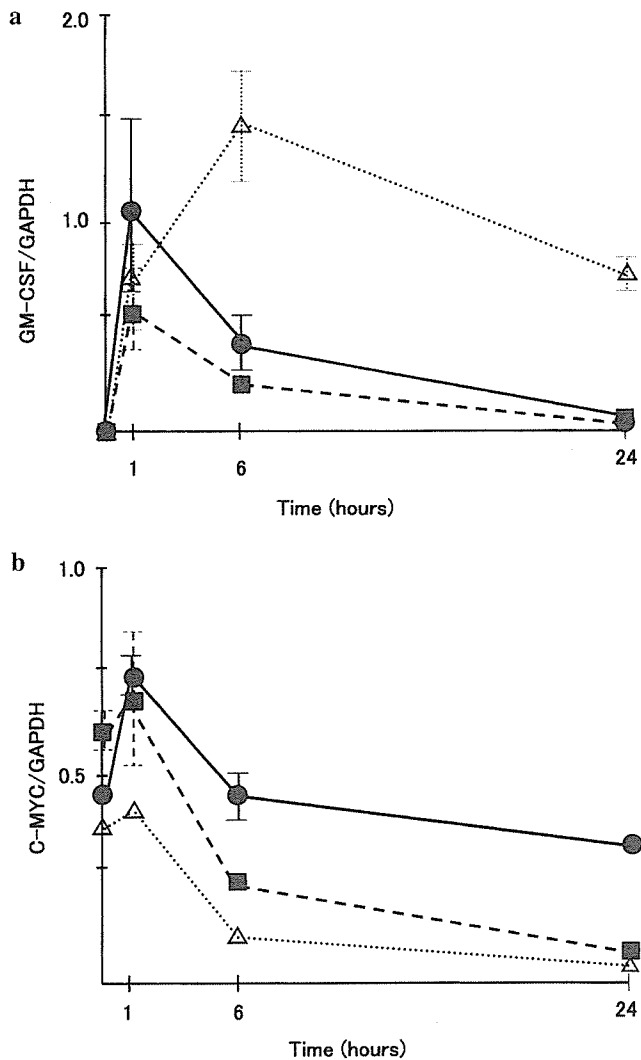 a
2.0
1.0
GM-CSF/GAPDH
1 6 24
Time (hours)
b
1.0
0.5
C-MYC/GAPDH
1 6 24
Time (hours)